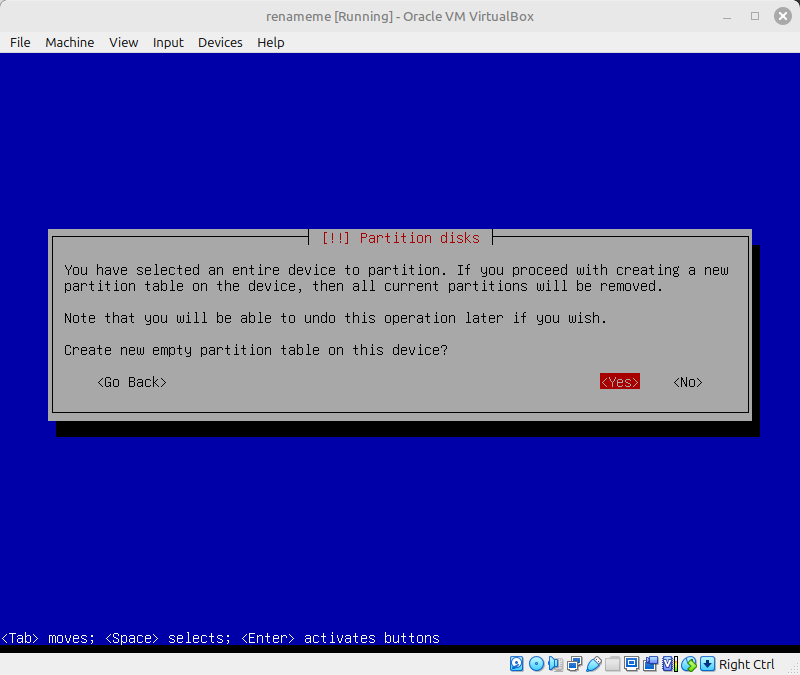 renameme [Running] - Oracle VM VirtualBox
File Machine View Input Devices Help
[!!] Partition disks
You have selected an entire device to partition. If you proceed with creating a new
partition table on the device, then all current partitions will be removed.
Note that you will be able to undo this operation later if you wish.
Create new empty partition table on this device?
<Go Back> <Yes> <No>
<Tab> moves; <Space> selects; <Enter> activates buttons
Right Ctrl